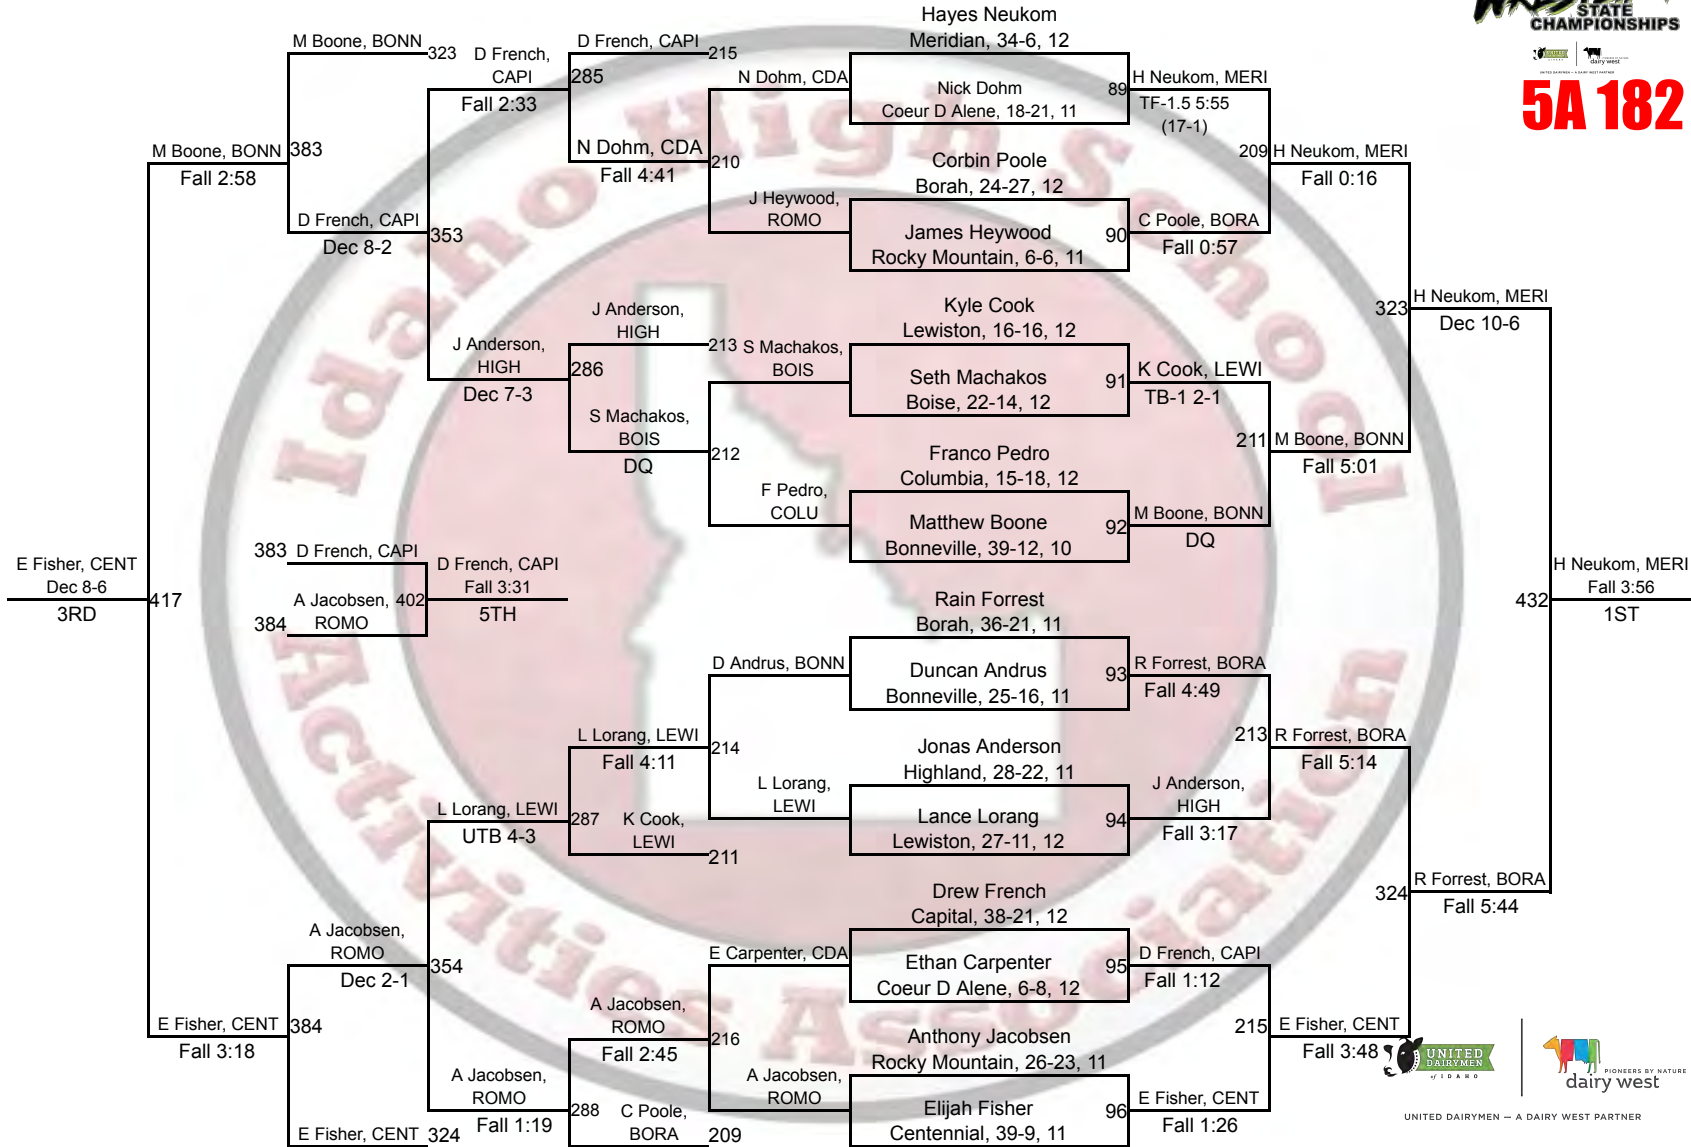 STATE
CHAMPIONSHIPS
dairy west
5A 182
Hayes Neukom
Meridian, 34-6, 12
Nick Dohm
Coeur D Alene, 18-21, 11
89
Corbin Poole
Borah, 24-27, 12
James Heywood
Rocky Mountain, 6-6, 11
90
Kyle Cook
Lewiston, 16-16, 12
Seth Machakos
Boise, 22-14, 12
91
Franco Pedro
Columbia, 15-18, 12
Matthew Boone
Bonneville, 39-12, 10
92
Rain Forrest
Borah, 36-21, 11
Duncan Andrus
Bonneville, 25-16, 11
93
Jonas Anderson
Highland, 28-22, 11
Lance Lorang
Lewiston, 27-11, 12
94
Drew French
Capital, 38-21, 12
Ethan Carpenter
Coeur D Alene, 6-8, 12
95
Anthony Jacobsen
Rocky Mountain, 26-23, 11
Elijah Fisher
Centennial, 39-9, 11
96
H Neukom, MERI
TF-1.5 5:55
(17-1)
C Poole, BORA
Fall 0:57
K Cook, LEWI
TB-1 2-1
M Boone, BONN
DQ
R Forrest, BORA
Fall 4:49
J Anderson,
HIGH
Fall 3:17
D French, CAPI
Fall 1:12
E Fisher, CENT
Fall 1:26
209
H Neukom, MERI
Fall 0:16
211
M Boone, BONN
Fall 5:01
213
R Forrest, BORA
Fall 5:14
215
E Fisher, CENT
Fall 3:48
323
H Neukom, MERI
Dec 10-6
324
R Forrest, BORA
Fall 5:44
432
H Neukom, MERI
Fall 3:56
1ST
N Dohm, CDA
J Heywood,
ROMO
S Machakos,
BOIS
F Pedro,
COLU
D Andrus, BONN
L Lorang,
LEWI
E Carpenter, CDA
A Jacobsen,
ROMO
D French, CAPI
215
N Dohm, CDA
Fall 4:41
210
J Anderson,
HIGH
213
S Machakos,
BOIS
DQ
212
L Lorang, LEWI
Fall 4:11
214
K Cook,
LEWI
211
A Jacobsen,
ROMO
Fall 2:45
216
C Poole,
BORA
209
D French,
CAPI
Fall 2:33
285
J Anderson,
HIGH
Dec 7-3
286
L Lorang, LEWI
UTB 4-3
287
A Jacobsen,
ROMO
Fall 1:19
288
M Boone, BONN
323
D French, CAPI
Dec 8-2
353
A Jacobsen,
ROMO
Dec 2-1
354
E Fisher, CENT
324
M Boone, BONN
Fall 2:58
383
E Fisher, CENT
Fall 3:18
384
E Fisher, CENT
Dec 8-6
3RD
417
383
D French, CAPI
384
A Jacobsen,
ROMO
402
D French, CAPI
Fall 3:31
5TH
Idaho High School
Activities Association
UNITED
DAIRYMEN
of IDAHO
PIONEERS BY NATURE
dairy west
UNITED DAIRYMEN — A DAIRY WEST PARTNER